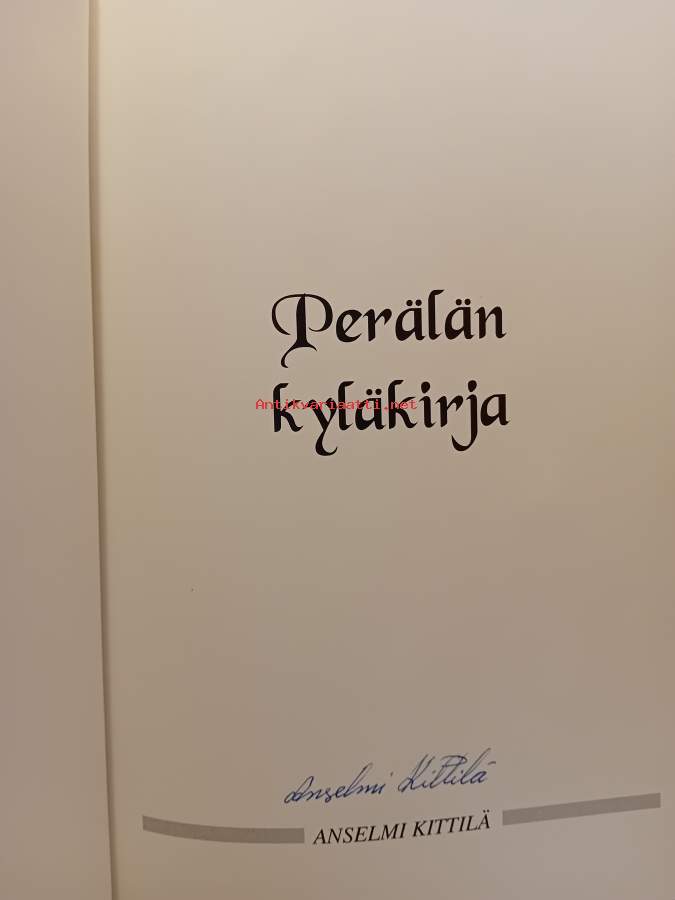 Perälän
Antikvariaatti.net
kyläkirja
Anselmi Kittilä
ANSELMI KITTILÄ